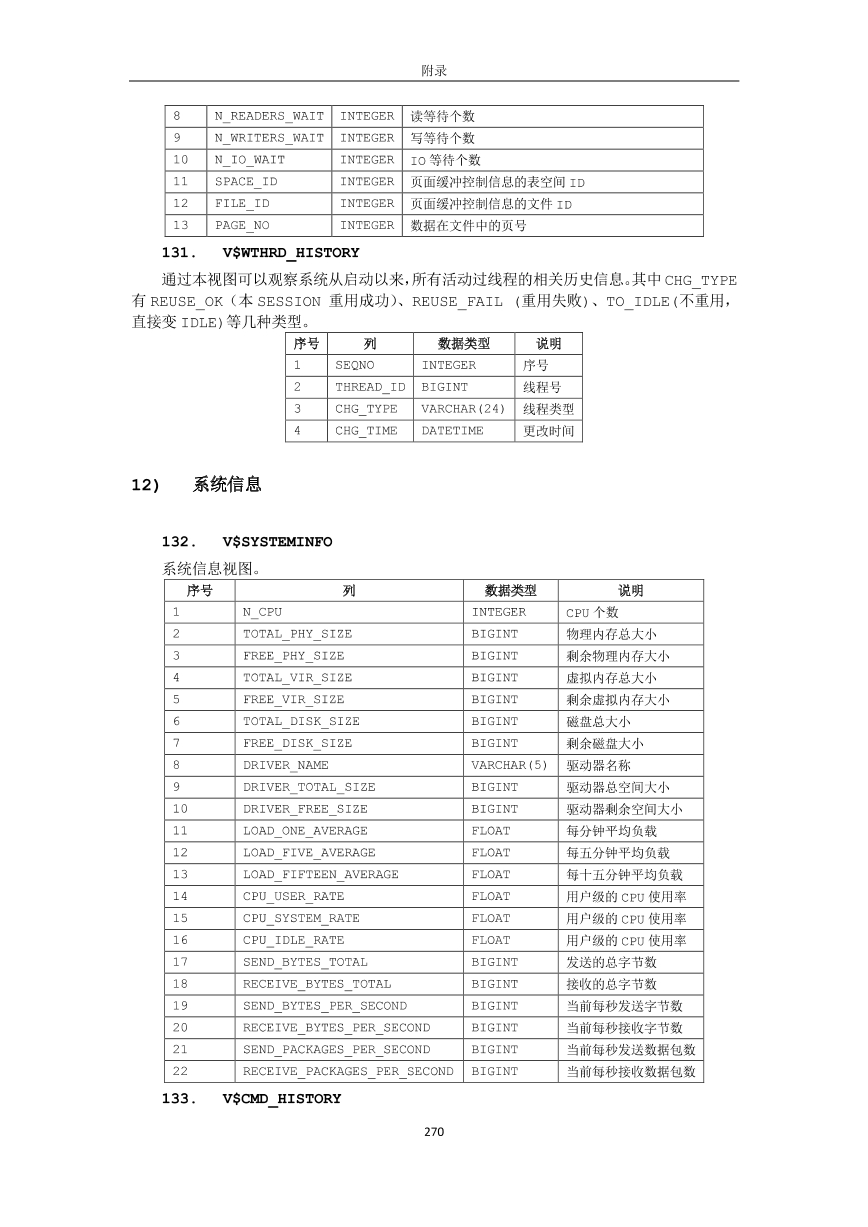 附录
8 N_READERS_WAIT INTEGER 读等待个数
9 N_WRITERS_WAIT INTEGER 写等待个数
10 N_IO_WAIT INTEGER IO 等待个数
11 SPACE_ID INTEGER 页面缓冲控制信息的表空间 ID
12 FILE_ID INTEGER 页面缓冲控制信息的文件 ID
13 PAGE_NO INTEGER 数据在文件中的页号
131. V$WTHRD_HISTORY
通过本视图可以观察系统从启动以来,所有活动过线程的相关历史信息。其中 CHG_TYPE
有 REUSE_OK（本 SESSION 重用成功）、REUSE_FAIL (重用失败)、TO_IDLE(不重用,
直接变 IDLE)等几种类型。
序号 列 数据类型 说明
1 SEQNO INTEGER 序号
2 THREAD_ID BIGINT 线程号
3 CHG_TYPE VARCHAR(24) 线程类型
4 CHG_TIME DATETIME 更改时间
12) 系统信息
132. V$SYSTEMINFO
系统信息视图。
序号 列 数据类型 说明
1 N_CPU INTEGER CPU 个数
2 TOTAL_PHY_SIZE BIGINT 物理内存总大小
3 FREE_PHY_SIZE BIGINT 剩余物理内存大小
4 TOTAL_VIR_SIZE BIGINT 虚拟内存总大小
5 FREE_VIR_SIZE BIGINT 剩余虚拟内存大小
6 TOTAL_DISK_SIZE BIGINT 磁盘总大小
7 FREE_DISK_SIZE BIGINT 剩余磁盘大小
8 DRIVER_NAME VARCHAR(5) 驱动器名称
9 DRIVER_TOTAL_SIZE BIGINT 驱动器总空间大小
10 DRIVER_FREE_SIZE BIGINT 驱动器剩余空间大小
11 LOAD_ONE_AVERAGE FLOAT 每分钟平均负载
12 LOAD_FIVE_AVERAGE FLOAT 每五分钟平均负载
13 LOAD_FIFTEEN_AVERAGE FLOAT 每十五分钟平均负载
14 CPU_USER_RATE FLOAT 用户级的 CPU 使用率
15 CPU_SYSTEM_RATE FLOAT 用户级的 CPU 使用率
16 CPU_IDLE_RATE FLOAT 用户级的 CPU 使用率
17 SEND_BYTES_TOTAL BIGINT 发送的总字节数
18 RECEIVE_BYTES_TOTAL BIGINT 接收的总字节数
19 SEND_BYTES_PER_SECOND BIGINT 当前每秒发送字节数
20 RECEIVE_BYTES_PER_SECOND BIGINT 当前每秒接收字节数
21 SEND_PACKAGES_PER_SECOND BIGINT 当前每秒发送数据包数
22 RECEIVE_PACKAGES_PER_SECOND BIGINT 当前每秒接收数据包数
133. V$CMD_HISTORY
270